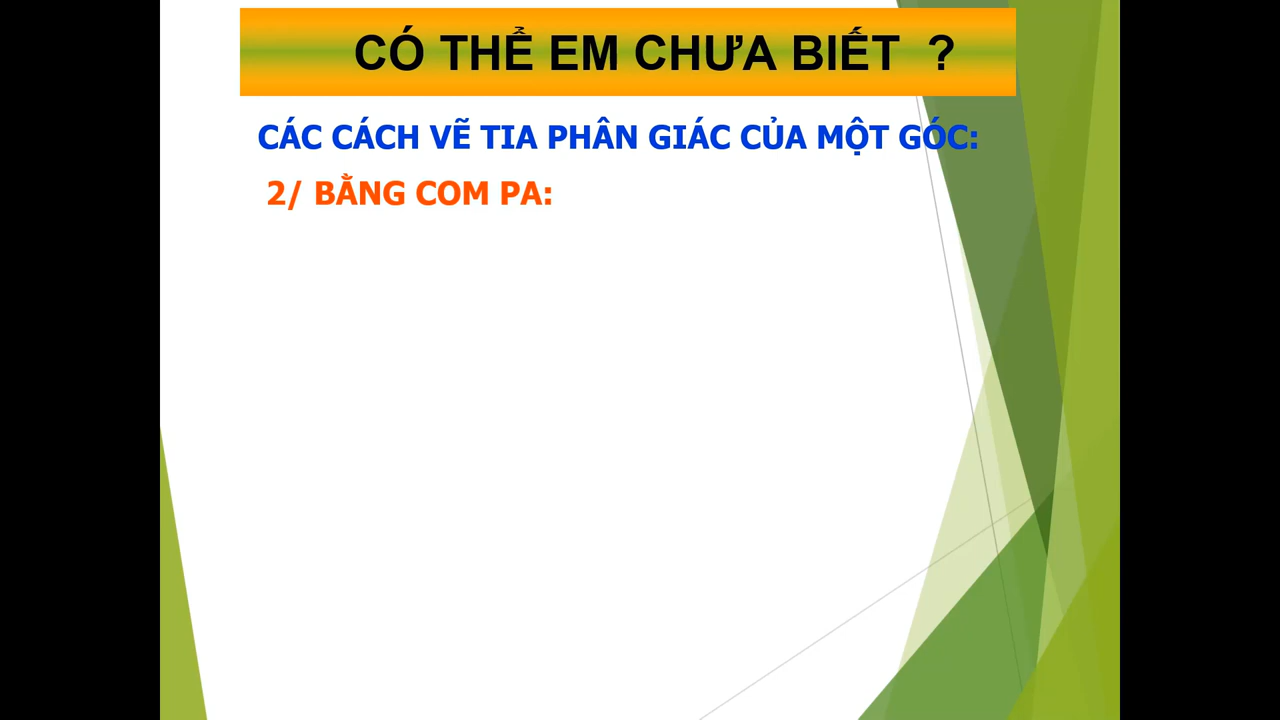 CÓ THỂ EM CHƯA BIẾT ?
CÁC CÁCH VẼ TIA PHÂN GIÁC CỦA MỘT GÓC:
2/ BẰNG COM PA: